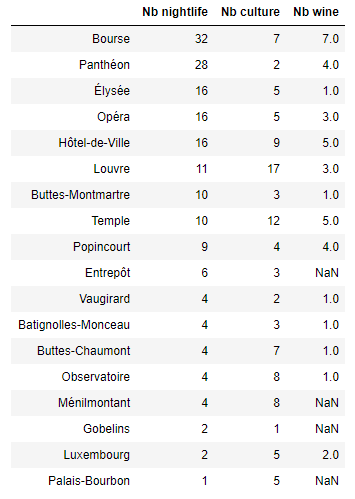 Nb nightlife Nb culture Nb wine
Bourse 32 7 7.0
Panthéon 28 2 4.0
Élysée 16 5 1.0
Opéra 16 5 3.0
Hôtel-de-Ville 16 9 5.0
Louvre 11 17 3.0
Buttes-Montmartre 10 3 1.0
Temple 10 12 5.0
Popincourt 9 4 4.0
Entrepôt 6 3 NaN
Vaugirard 4 2 1.0
Batignolles-Monceau 4 3 1.0
Buttes-Chaumont 4 7 1.0
Observatoire 4 8 1.0
Ménilmontant 4 8 NaN
Gobelins 2 1 NaN
Luxembourg 2 5 2.0
Palais-Bourbon 1 5 NaN